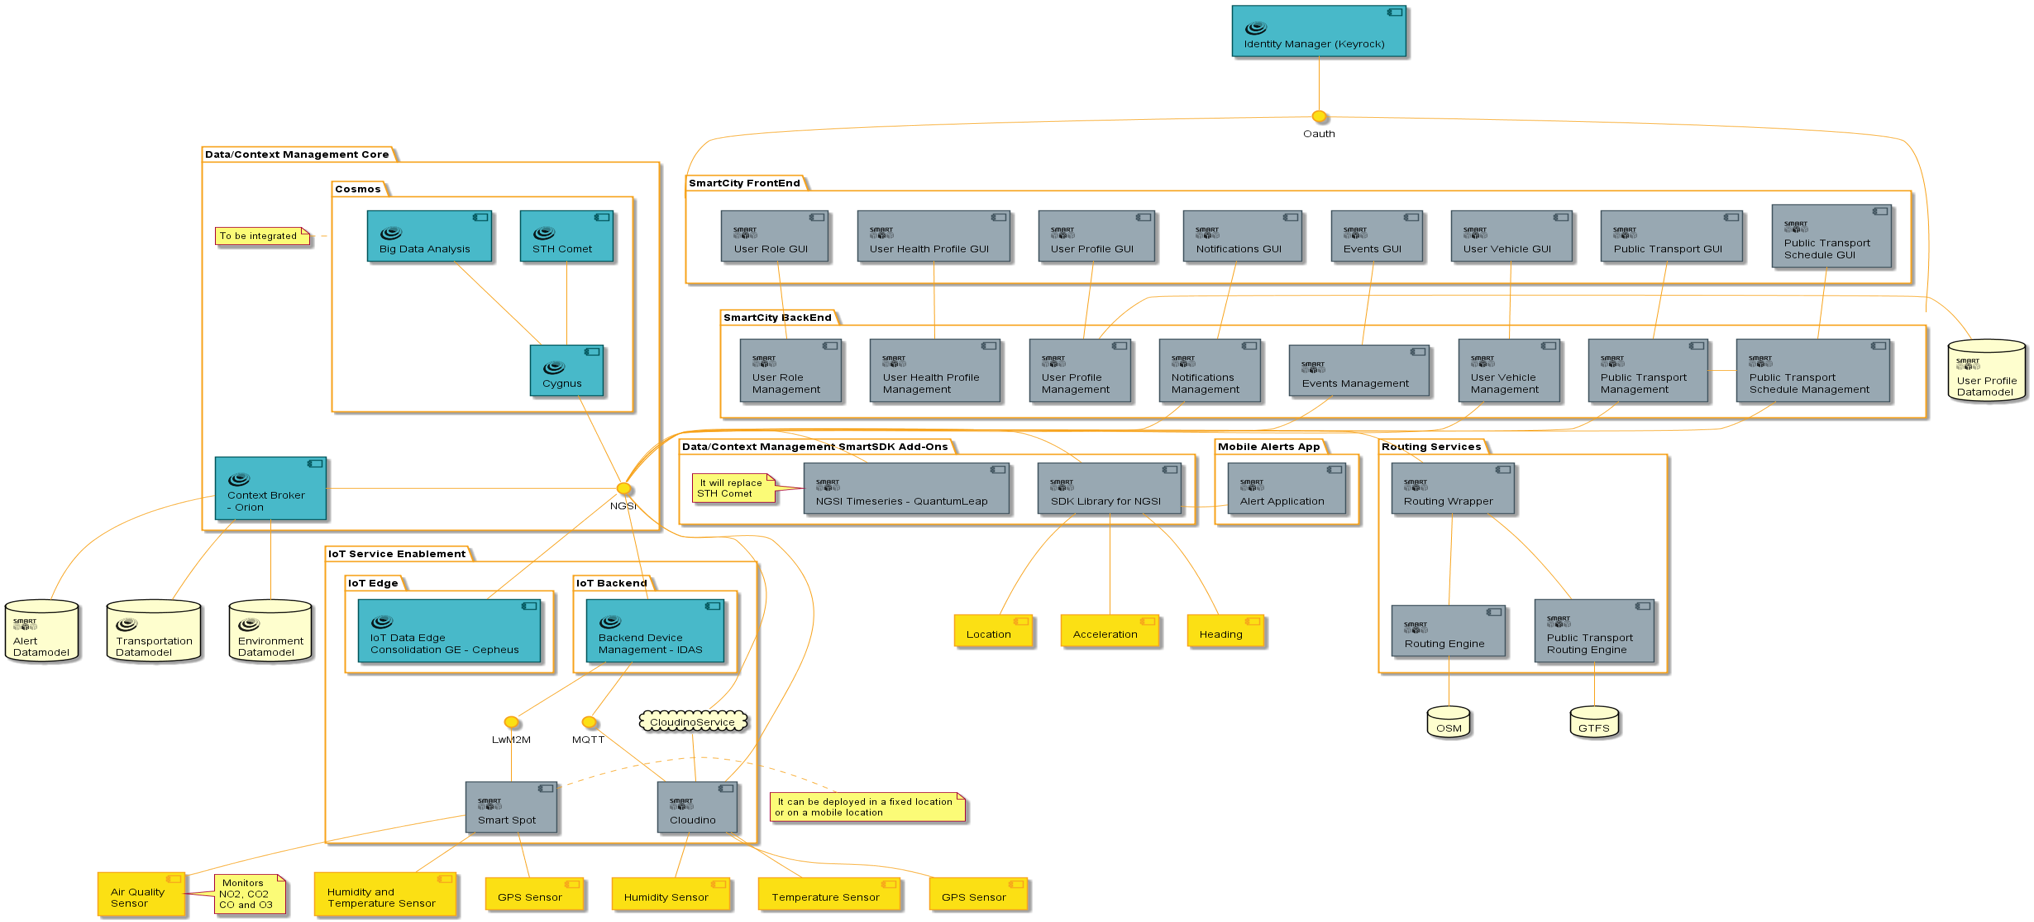 Identity Manager (Keyrock)
Oauth
Data/Context Management Core
Cosmos
To be integrated
Big Data Analysis
STH Comet
Cygnus
Context Broker
- Orion
NGSI
SmartCity FrontEnd
SMART
User Role GUI
SMART
User Health Profile GUI
SMART
User Profile GUI
SMART
Notifications GUI
SMART
Events GUI
SMART
User Vehicle GUI
SMART
Public Transport GUI
SMART
Public Transport
Schedule GUI
SmartCity BackEnd
SMART
User Role
Management
SMART
User Health Profile
Management
SMART
User Profile
Management
SMART
Notifications
Management
SMART
Events Management
SMART
User Vehicle
Management
SMART
Public Transport
Management
SMART
Public Transport
Schedule Management
SMART
User Profile
Datamodel
Data/Context Management SmartSDK Add-Ons
It will replace
STH Comet
SMART
NGSI Timeseries - QuantumLeap
SMART
SDK Library for NGSI
Mobile Alerts App
SMART
Alert Application
Routing Services
SMART
Routing Wrapper
SMART
Routing Engine
SMART
Public Transport
Routing Engine
OSM
GTFS
Location
Acceleration
Heading
SMART
Alert
Datamodel
Transportation
Datamodel
Environment
Datamodel
IoT Service Enablement
IoT Edge
IoT Data Edge
Consolidation GE - Cepheus
IoT Backend
Backend Device
Management - IDAS
LwM2M
MQTT
CloudinoService
SMART
Smart Spot
SMART
Cloudino
It can be deployed in a fixed location
or on a mobile location
Air Quality
Sensor
Monitors
NO2, CO2
CO and O3
Humidity and
Temperature Sensor
GPS Sensor
Humidity Sensor
Temperature Sensor
GPS Sensor